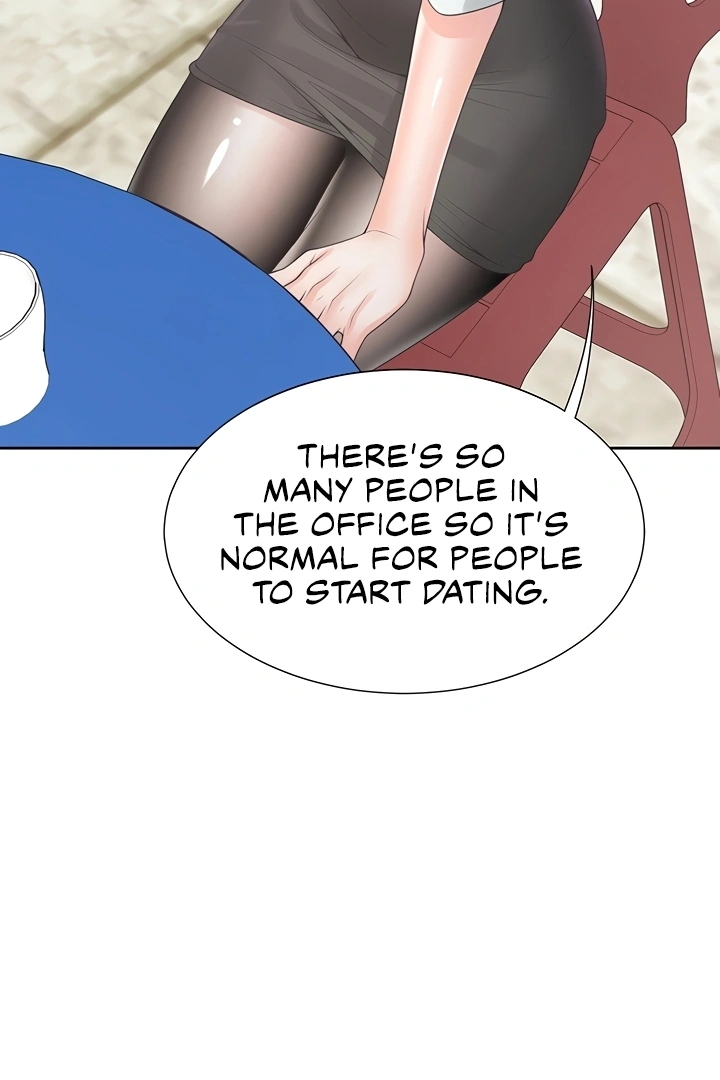 THERE'S SO
MANY PEOPLE IN
THE OFFICE SO IT'S
NORMAL FOR PEOPLE
TO START DATING.